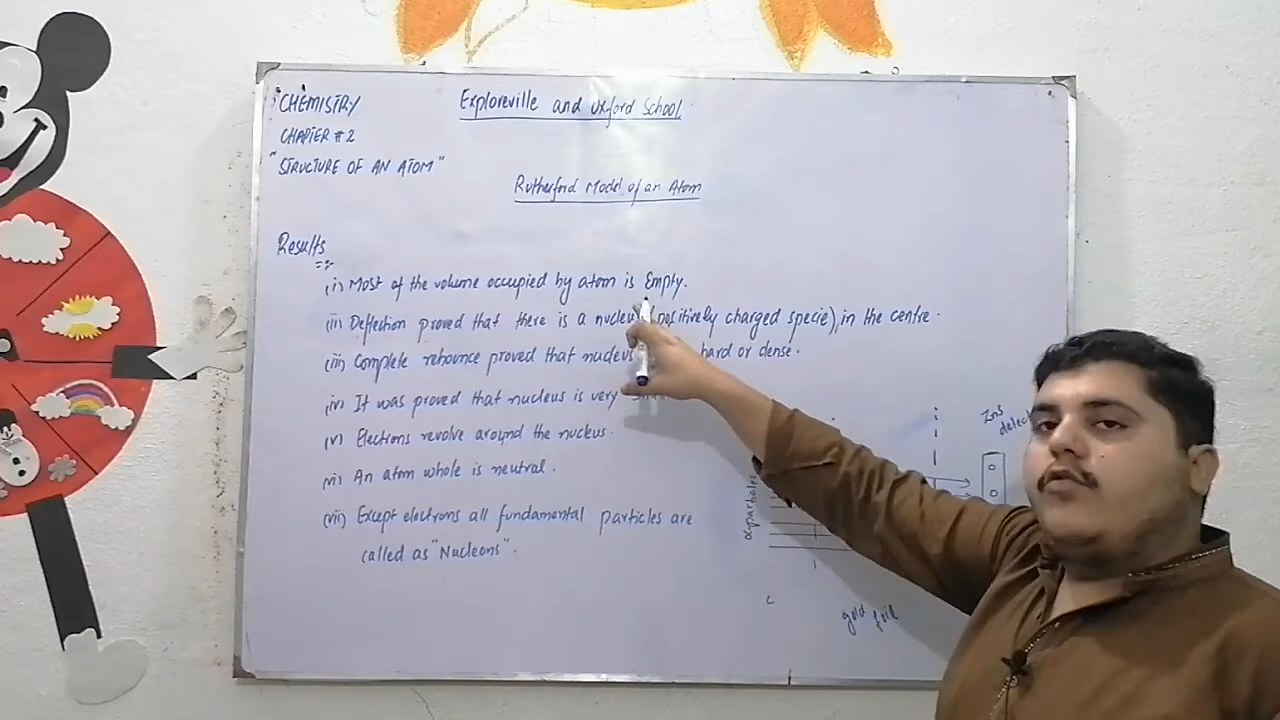 CHEMISTRY
Exploreville and Oxford School
CHAPTER # 2
"STRUCTURE OF AN ATOM"
Rutherford Model of an Atom
Results
(i) Most of the volume occupied by atom is Empty.
(ii) Deflection proved that there is a (positively charged specie), in the centre.
(iii) Complete rebounce proved that nucleus hard or dense.
(iv) It was proved that nucleus is very
(v) Electrons revolve around the nucleus.
(vi) An atom whole is neutral.
(vii) Except electrons all fundamental particles are
called as "Nucleons".
α-particles
ZnS
gold foil